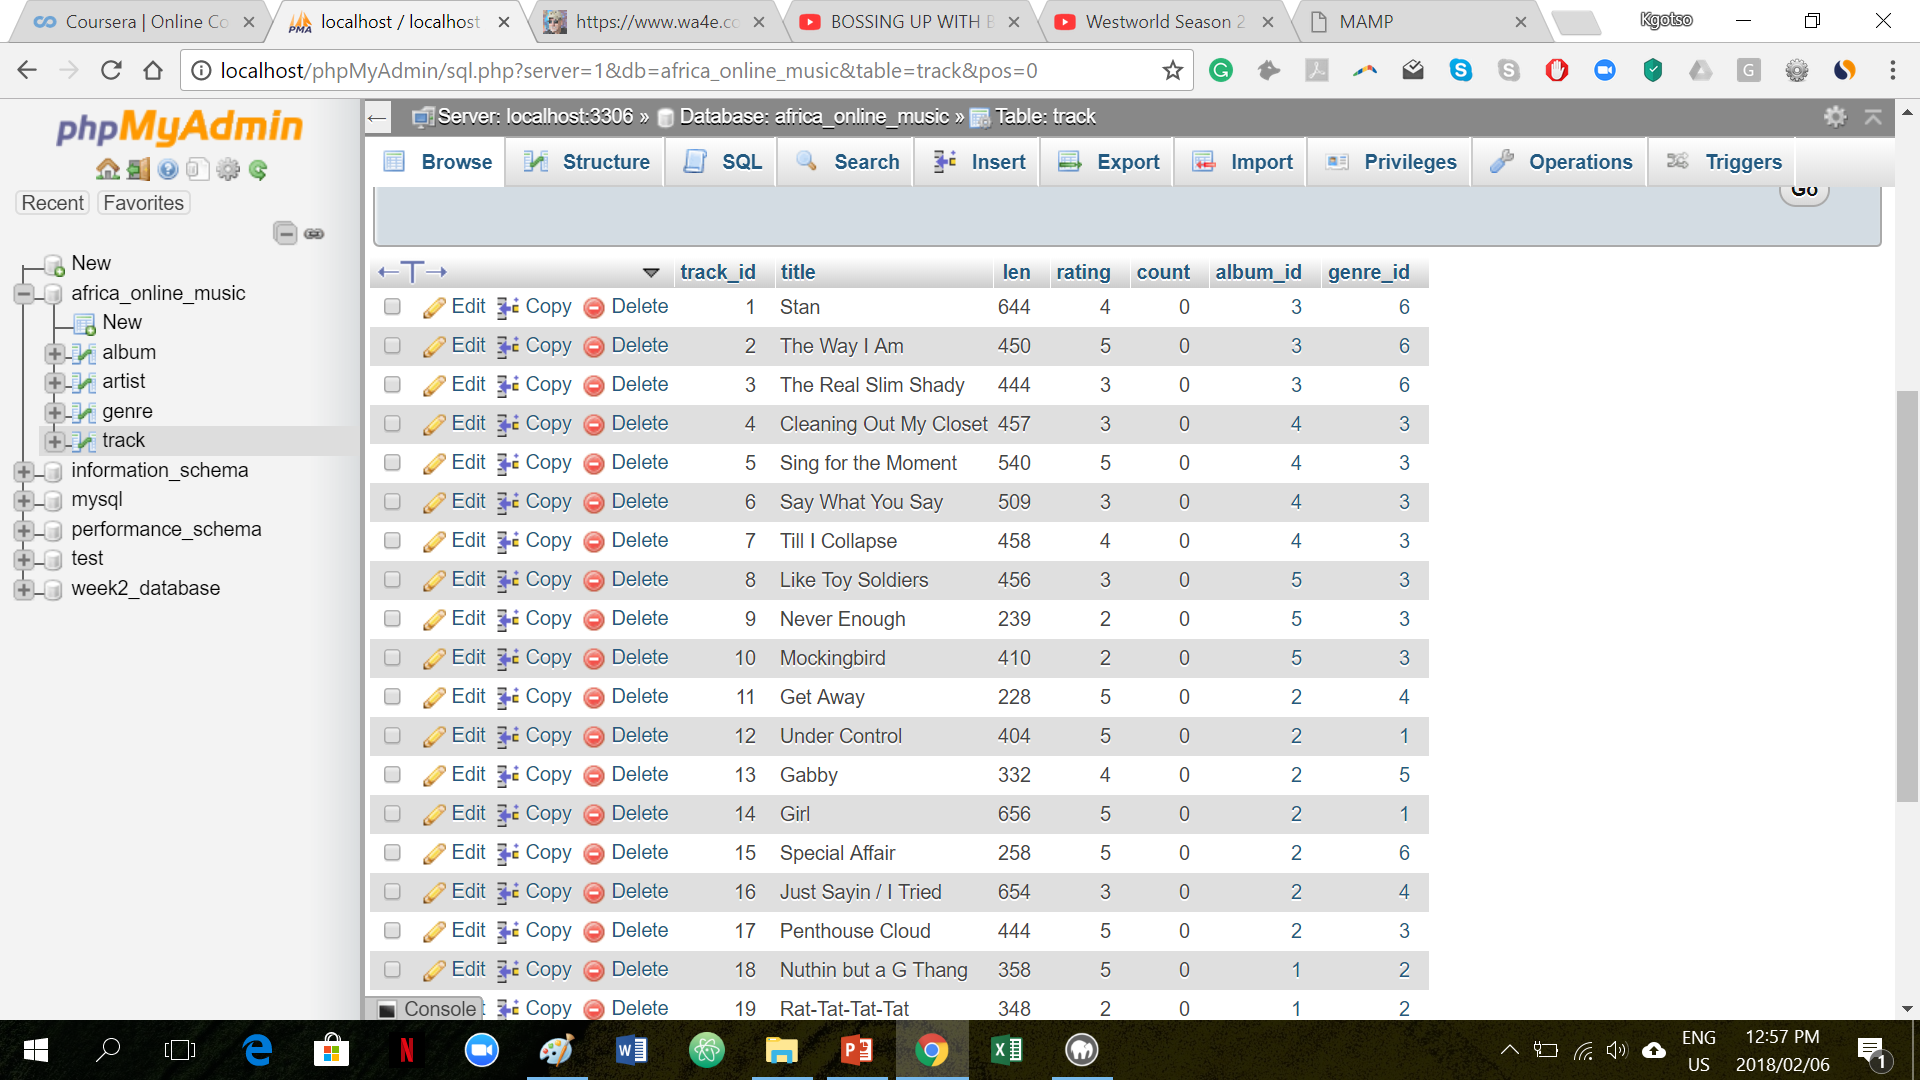 Coursera | Online Co
localhost / localhost
https://www.wa4e.co
BOSSING UP WITH B
Westworld Season 2
MAMP
Kgotso
localhost/phpMyAdmin/sql.php?server=1&db=africa_online_music&table=track&pos=0
phpMyAdmin
Recent Favorites
New
africa_online_music
New
album
artist
genre
track
information_schema
mysql
performance_schema
test
week2_database
Server: localhost:3306 » Database: africa_online_music » Table: track
Browse Structure SQL Search Insert Export Import Privileges Operations Triggers
Go
track_id title len rating count album_id genre_id
Edit Copy Delete 1 Stan 644 4 0 3 6
Edit Copy Delete 2 The Way I Am 450 5 0 3 6
Edit Copy Delete 3 The Real Slim Shady 444 3 0 3 6
Edit Copy Delete 4 Cleaning Out My Closet 457 3 0 4 3
Edit Copy Delete 5 Sing for the Moment 540 5 0 4 3
Edit Copy Delete 6 Say What You Say 509 3 0 4 3
Edit Copy Delete 7 Till I Collapse 458 4 0 4 3
Edit Copy Delete 8 Like Toy Soldiers 456 3 0 5 3
Edit Copy Delete 9 Never Enough 239 2 0 5 3
Edit Copy Delete 10 Mockingbird 410 2 0 5 3
Edit Copy Delete 11 Get Away 228 5 0 2 4
Edit Copy Delete 12 Under Control 404 5 0 2 1
Edit Copy Delete 13 Gabby 332 4 0 2 5
Edit Copy Delete 14 Girl 656 5 0 2 1
Edit Copy Delete 15 Special Affair 258 5 0 2 6
Edit Copy Delete 16 Just Sayin / I Tried 654 3 0 2 4
Edit Copy Delete 17 Penthouse Cloud 444 5 0 2 3
Edit Copy Delete 18 Nuthin but a G Thang 358 5 0 1 2
Console Copy Delete 19 Rat-Tat-Tat-Tat 348 2 0 1 2
ENG 12:57 PM
US 2018/02/06
1